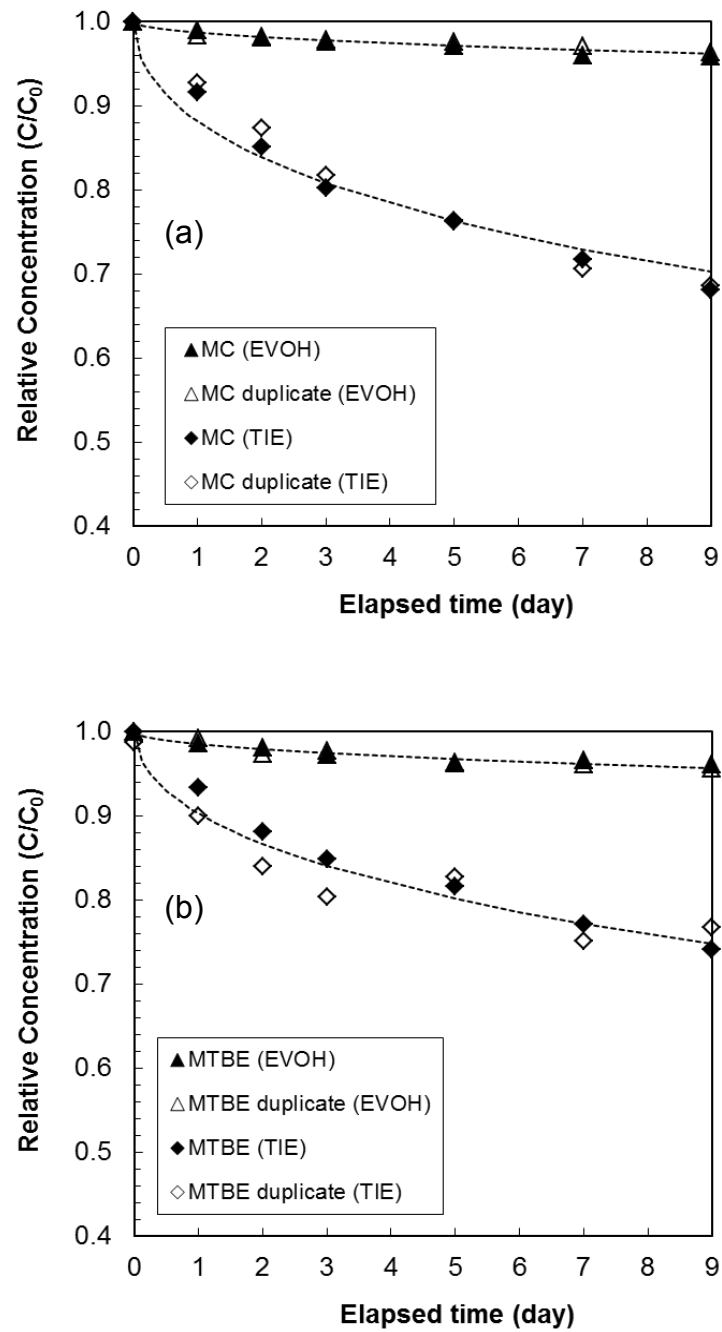 1.0
0.9
0.8
0.7
0.6
0.5
0.4
Relative Concentration (C/C₀)
(a)
MC (EVOH)
MC duplicate (EVOH)
MC (TIE)
MC duplicate (TIE)
0 1 2 3 4 5 6 7 8 9
Elapsed time (day)
1.0
0.9
0.8
0.7
0.6
0.5
0.4
Relative Concentration (C/C₀)
(b)
MTBE (EVOH)
MTBE duplicate (EVOH)
MTBE (TIE)
MTBE duplicate (TIE)
0 1 2 3 4 5 6 7 8 9
Elapsed time (day)